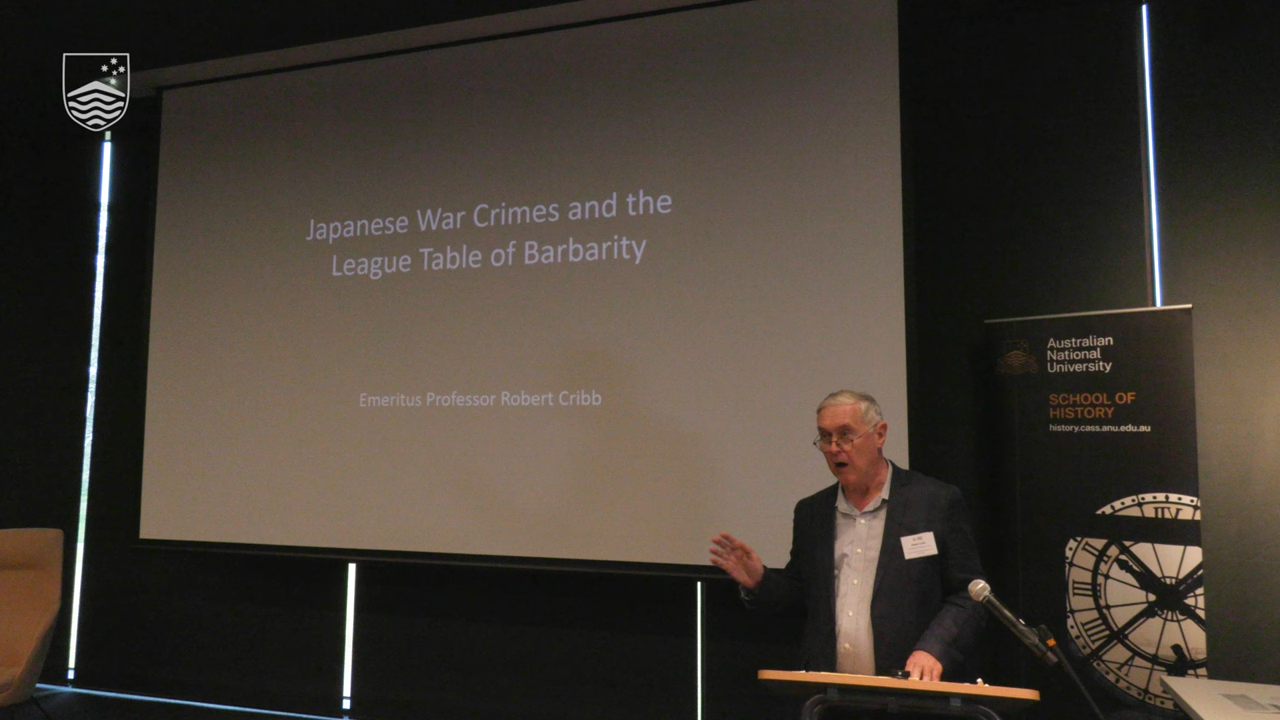 Japanese War Crimes and the
League Table of Barbarity
Emeritus Professor Robert Cribb
Australian
National
University
SCHOOL OF
HISTORY
history.cass.anu.edu.au